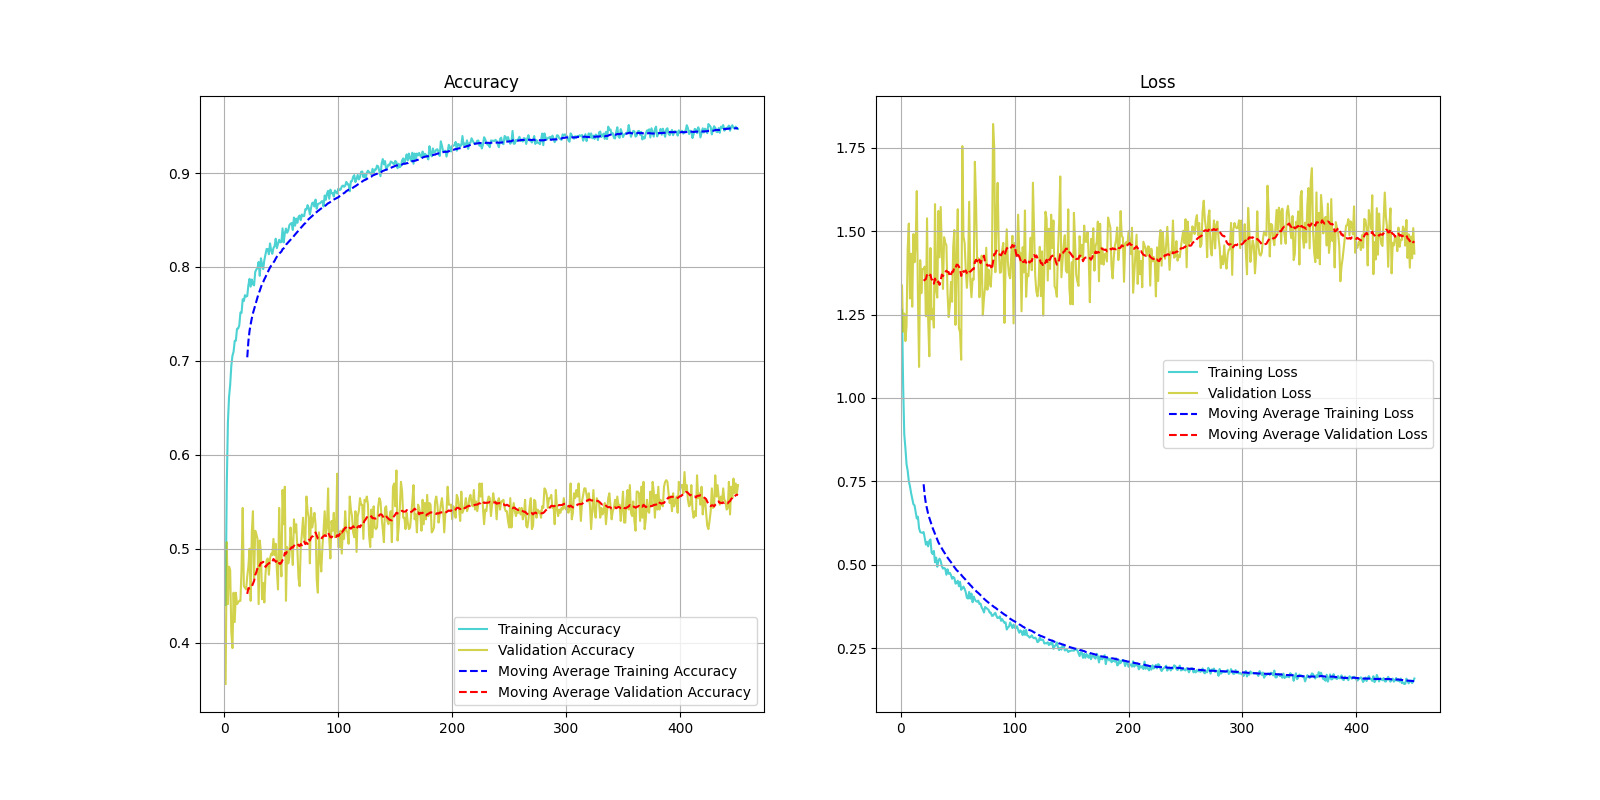 Accuracy
0.9
0.8
0.7
0.6
0.5
0.4
0
100
200
300
400
Training Accuracy
Validation Accuracy
Moving Average Training Accuracy
Moving Average Validation Accuracy
Loss
1.75
1.50
1.25
1.00
0.75
0.50
0.25
0
100
200
300
400
Training Loss
Validation Loss
Moving Average Training Loss
Moving Average Validation Loss